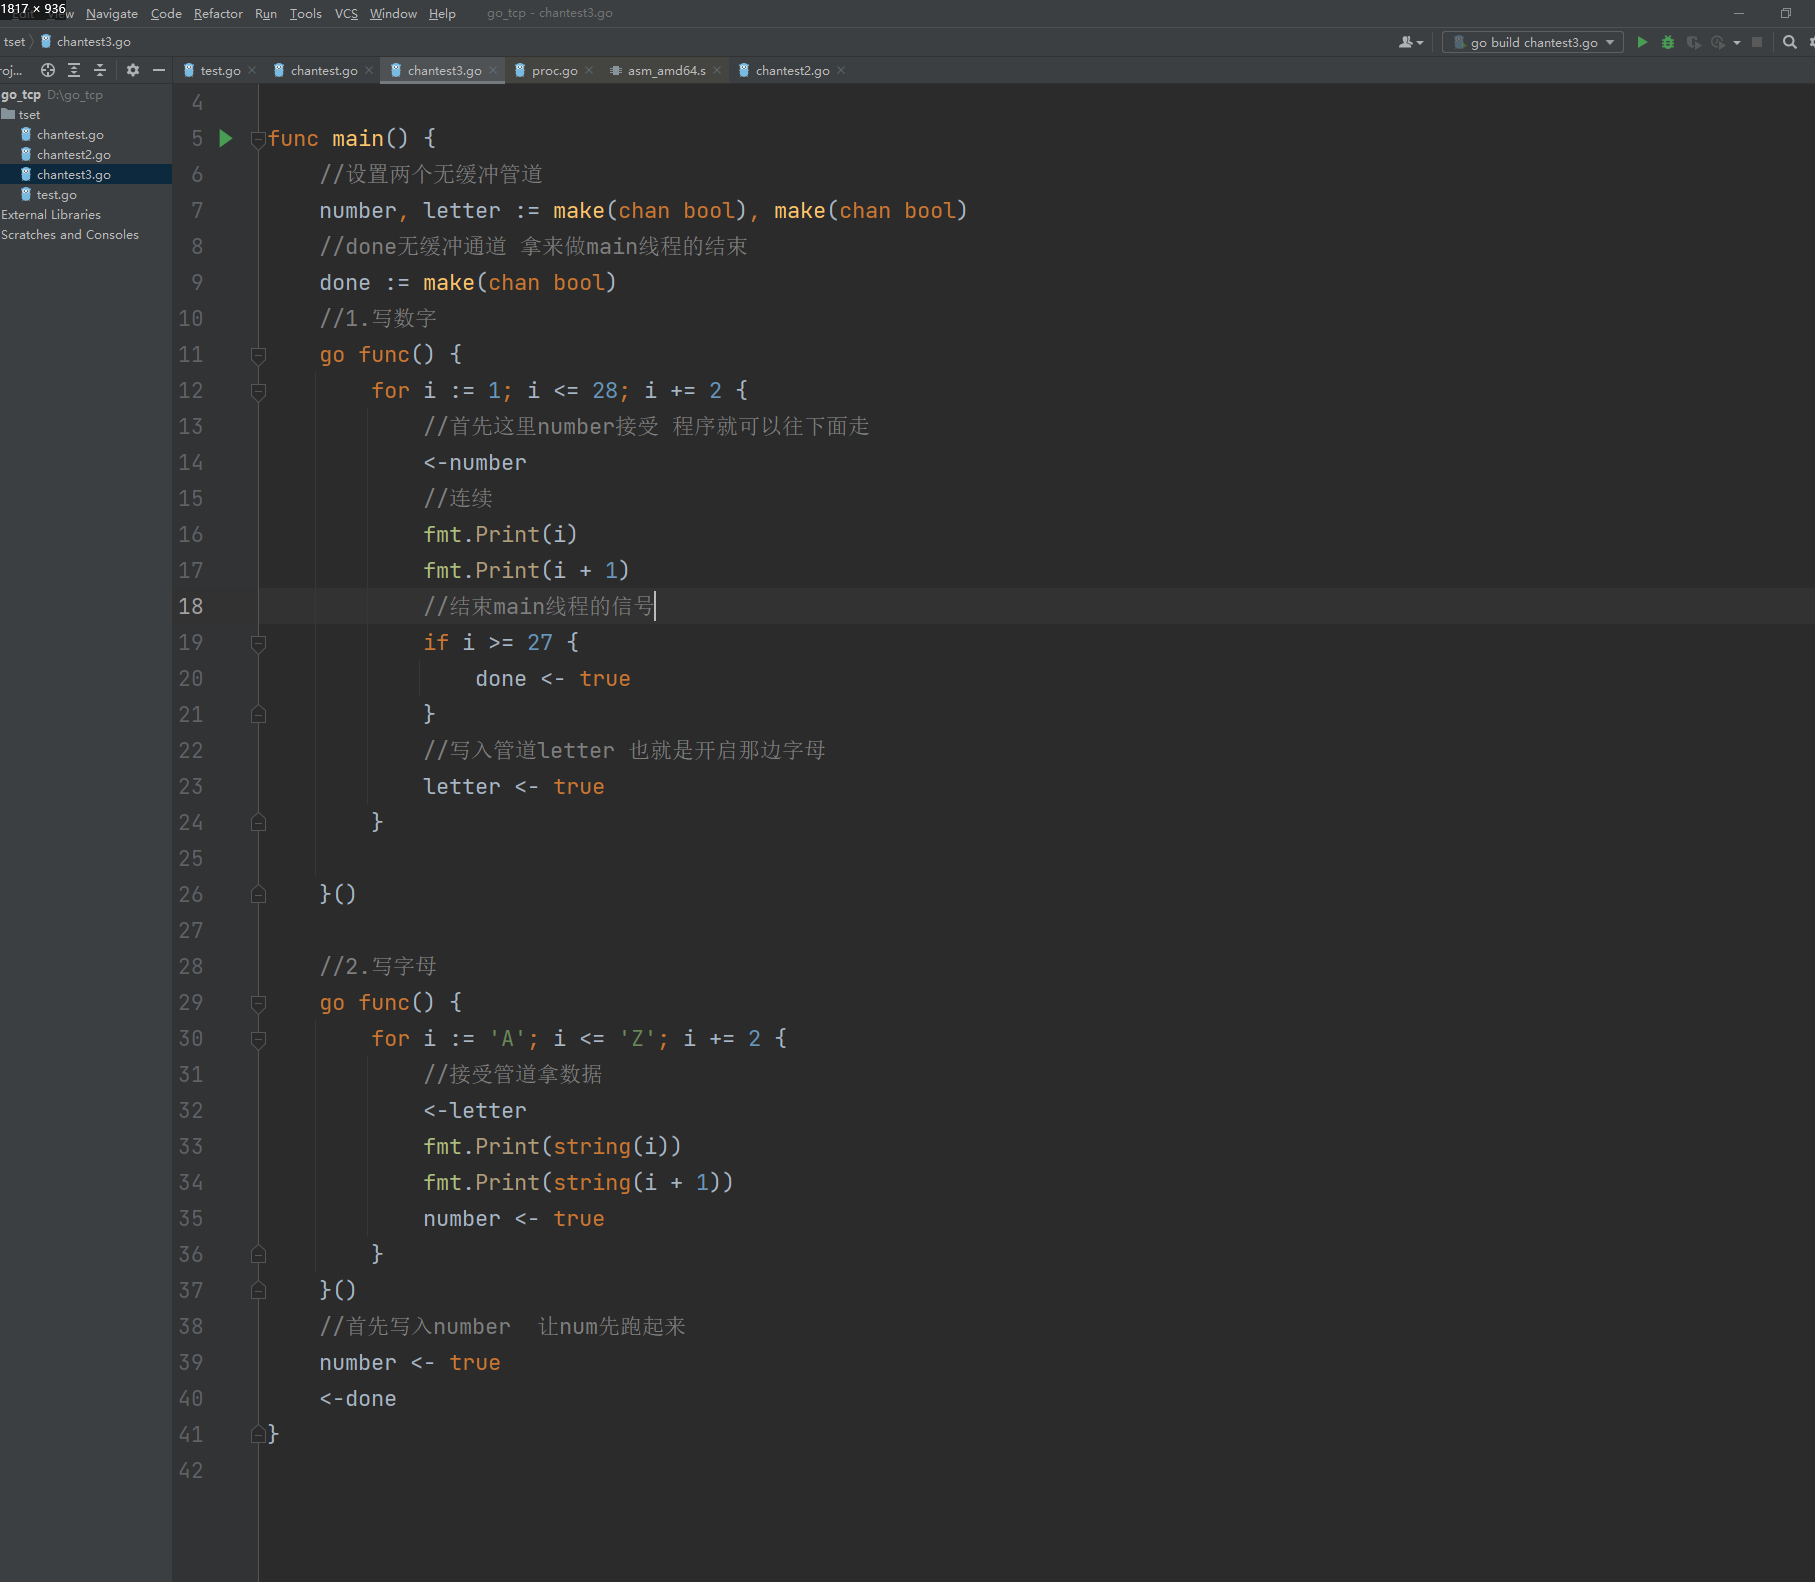 1817 × 936
View Navigate Code Refactor Run Tools VCS Window Help go_tcp - chantest3.go
tset chantest3.go go build chantest3.go
roj... test.go chantest.go chantest3.go proc.go asm_amd64.s chantest2.go
go_tcp D:\go_tcp
tset
chantest.go
chantest2.go
chantest3.go
test.go
External Libraries
Scratches and Consoles
4
5 func main() {
6 //设置两个无缓冲管道
7 number, letter := make(chan bool), make(chan bool)
8 //done无缓冲通道 拿来做main线程的结束
9 done := make(chan bool)
10 //1.写数字
11 go func() {
12 for i := 1; i <= 28; i += 2 {
13 //首先这里number接受 程序就可以往下面走
14 <-number
15 //连续
16 fmt.Print(i)
17 fmt.Print(i + 1)
18 //结束main线程的信号
19 if i >= 27 {
20 done <- true
21 }
22 //写入管道letter 也就是开启那边字母
23 letter <- true
24 }
25
26 }()
27
28 //2.写字母
29 go func() {
30 for i := 'A'; i <= 'Z'; i += 2 {
31 //接受管道拿数据
32 <-letter
33 fmt.Print(string(i))
34 fmt.Print(string(i + 1))
35 number <- true
36 }
37 }()
38 //首先写入number  让num先跑起来
39 number <- true
40 <-done
41 }
42